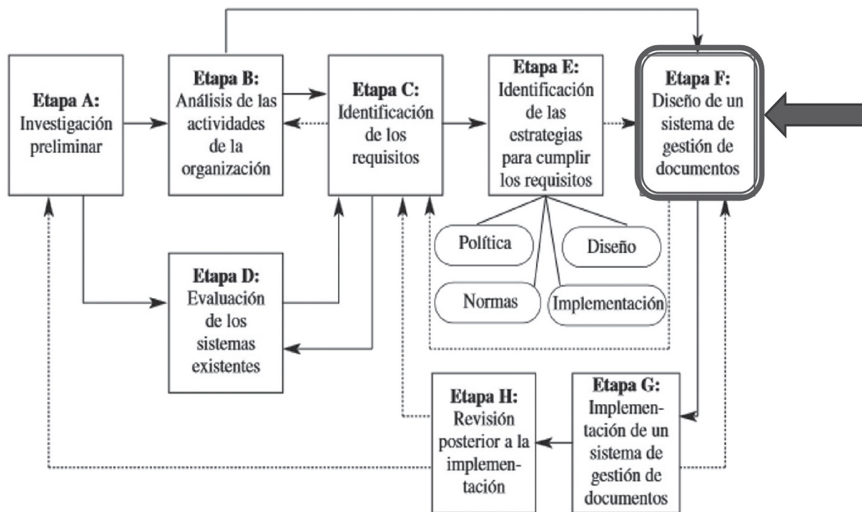 Etapa A:
Investigación
preliminar
Etapa B:
Análisis de las
actividades
de la
organización
Etapa C:
Identificación
de los
requisitos
Etapa E:
Identificación
de las
estrategias
para cumplir
los requisitos
Etapa F:
Diseño de un
sistema de
gestión de
documentos
Política
Diseño
Normas
Implementación
Etapa D:
Evaluación
de los
sistemas
existentes
Etapa H:
Revisión
posterior a la
implemen-
tación
Etapa G:
Implemen-
tación de un
sistema de
gestión de
documentos